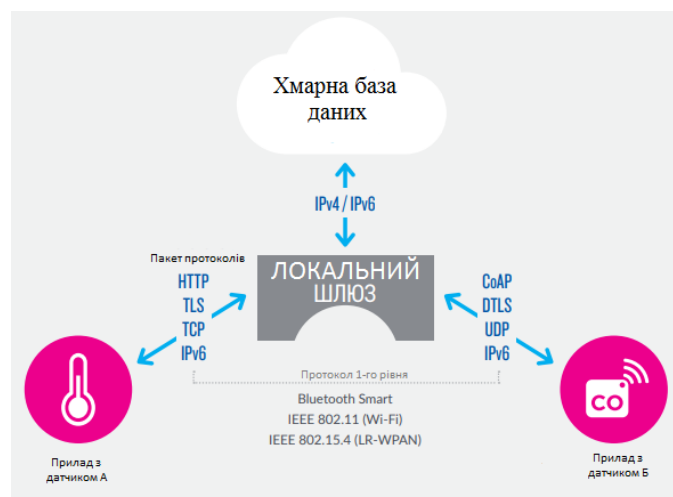 Хмарна база
даних
IPv4 / IPv6
Пакет протоколів
HTTP
TLS
TCP
IPv6
ЛОКАЛЬНИЙ
ШЛЮЗ
CoAP
DTLS
UDP
IPv6
Протокол 1-го рівня
Bluetooth Smart
IEEE 802.11 (Wi-Fi)
IEEE 802.15.4 (LR-WPAN)
CO
Прилад з
датчиком А
Прилад з
датчиком Б